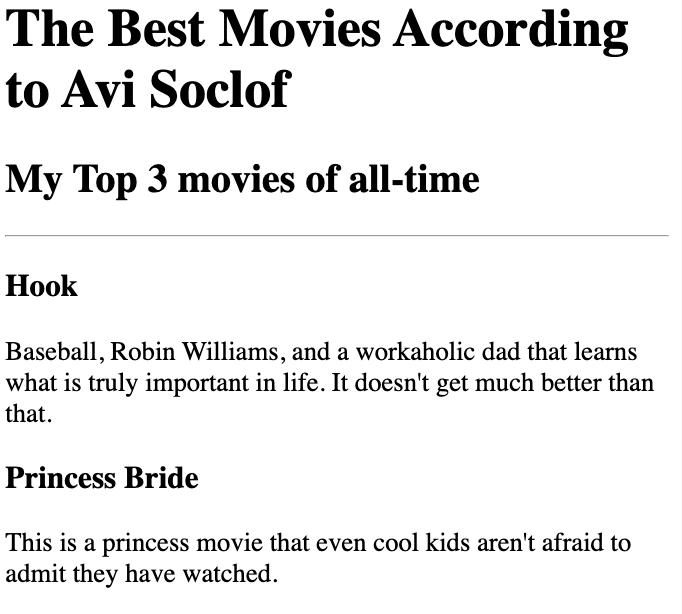 The Best Movies According
to Avi Soclof
My Top 3 movies of all-time
Hook
Baseball, Robin Williams, and a workaholic dad that learns
what is truly important in life. It doesn't get much better than
that.
Princess Bride
This is a princess movie that even cool kids aren't afraid to
admit they have watched.